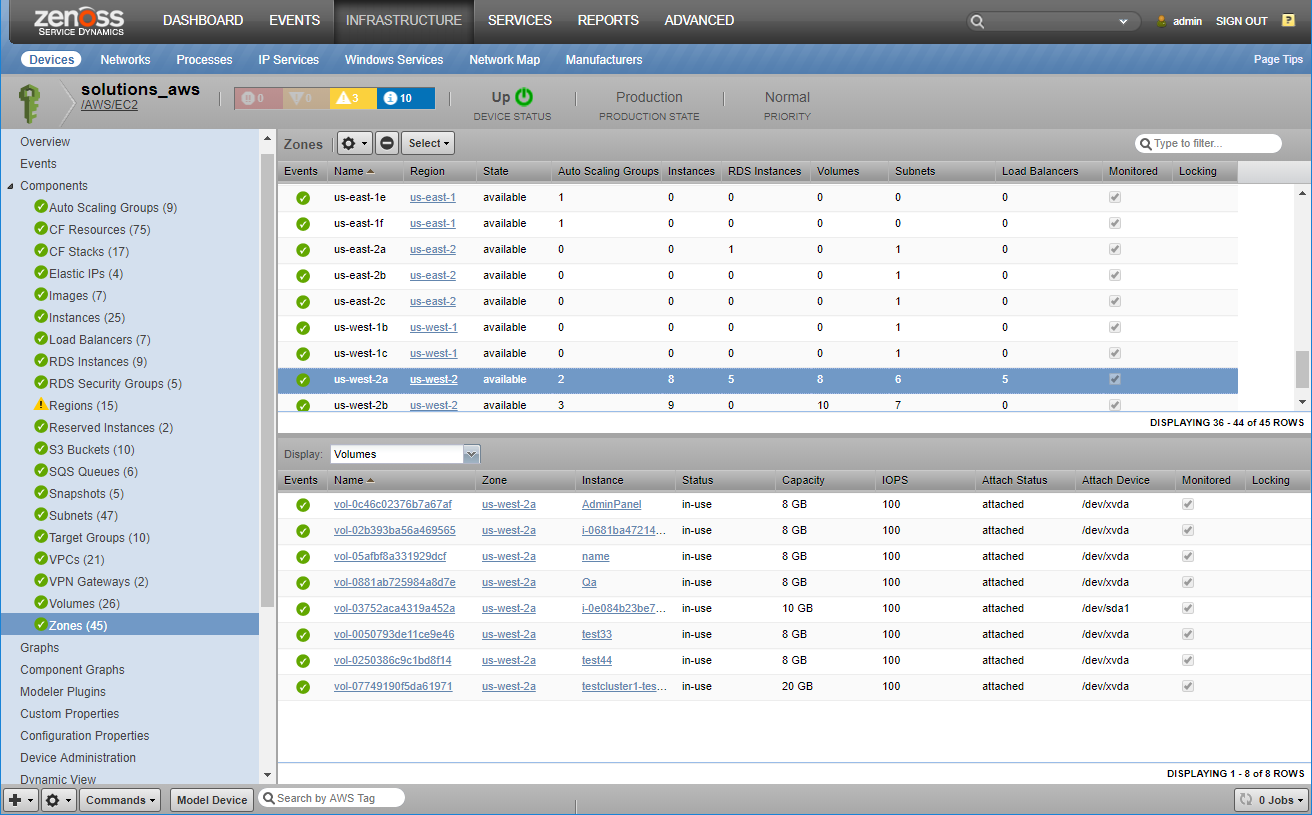 zenoss DASHBOARD EVENTS INFRASTRUCTURE SERVICES REPORTS ADVANCED admin SIGN OUT ?
SERVICE DYNAMICS
Devices Networks Processes IP Services Windows Services Network Map Manufacturers Page Tips
solutions_aws
/AWS/EC2
0 0 3 10
Up
DEVICE STATUS
Production
PRODUCTION STATE
Normal
PRIORITY
Overview
Events
Components
Auto Scaling Groups (9)
CF Resources (75)
CF Stacks (17)
Elastic IPs (4)
Images (7)
Instances (25)
Load Balancers (7)
RDS Instances (9)
RDS Security Groups (5)
Regions (15)
Reserved Instances (2)
S3 Buckets (10)
SQS Queues (6)
Snapshots (5)
Subnets (47)
Target Groups (10)
VPCs (21)
VPN Gateways (2)
Volumes (26)
Zones (45)
Graphs
Component Graphs
Modeler Plugins
Custom Properties
Configuration Properties
Device Administration
Dynamic View
Zones Select Type to filter...
Events Name Region State Auto Scaling Groups Instances RDS Instances Volumes Subnets Load Balancers Monitored Locking
us-east-1e us-east-1 available 1 0 0 0 0 0
us-east-1f us-east-1 available 1 0 0 0 0 0
us-east-2a us-east-2 available 0 0 1 0 1 0
us-east-2b us-east-2 available 0 0 0 0 1 0
us-east-2c us-east-2 available 0 0 0 0 1 0
us-west-1b us-west-1 available 0 0 0 0 1 0
us-west-1c us-west-1 available 0 0 0 0 1 0
us-west-2a us-west-2 available 2 8 5 8 6 5
us-west-2b us-west-2 available 3 9 0 10 7 0
DISPLAYING 36 - 44 of 45 ROWS
Display: Volumes
Events Name Zone Instance Status Capacity IOPS Attach Status Attach Device Monitored Locking
vol-0c46c02376b7a67af us-west-2a AdminPanel in-use 8 GB 100 attached /dev/xvda
vol-02b393ba56a469565 us-west-2a i-0681ba47214... in-use 8 GB 100 attached /dev/xvda
vol-05afbf8a331929dcf us-west-2a name in-use 8 GB 100 attached /dev/xvda
vol-0881ab725984a8d7e us-west-2a Qa in-use 8 GB 100 attached /dev/xvda
vol-03752aca4319a452a us-west-2a i-0e084b23be7... in-use 10 GB 100 attached /dev/sda1
vol-0050793de11ce9e46 us-west-2a test33 in-use 8 GB 100 attached /dev/xvda
vol-0250386c9c1bd8f14 us-west-2a test44 in-use 8 GB 100 attached /dev/xvda
vol-07749190f5da61971 us-west-2a testcluster1-tes... in-use 20 GB 100 attached /dev/xvda
DISPLAYING 1 - 8 of 8 ROWS
Commands Model Device Search by AWS Tag 0 Jobs